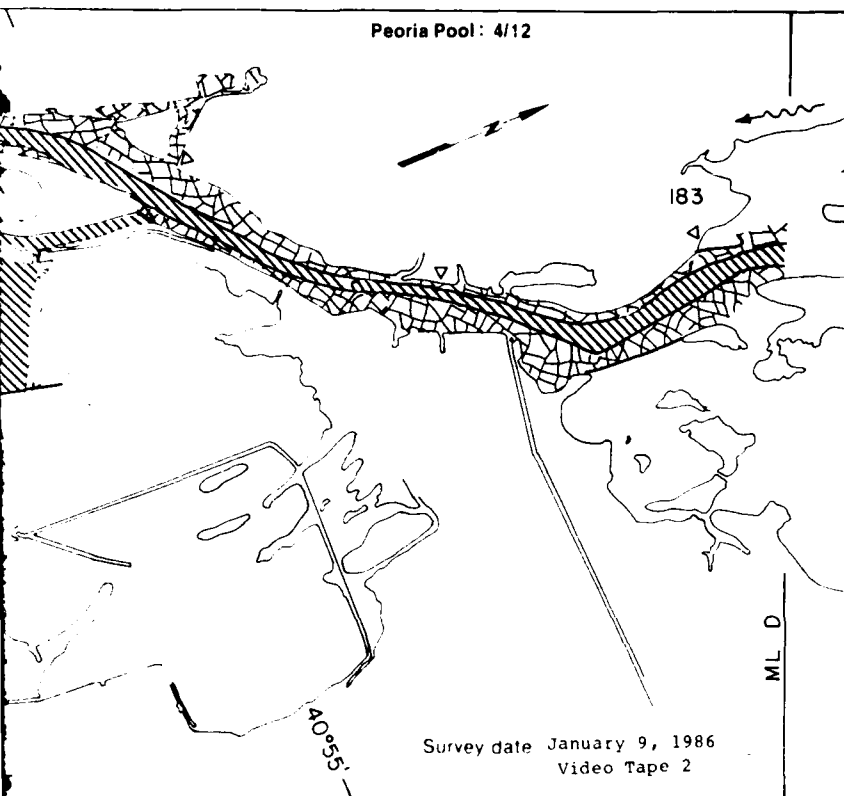 Peoria Pool: 4/12
N
183
ML D
40°55'
Survey date January 9, 1986
Video Tape 2